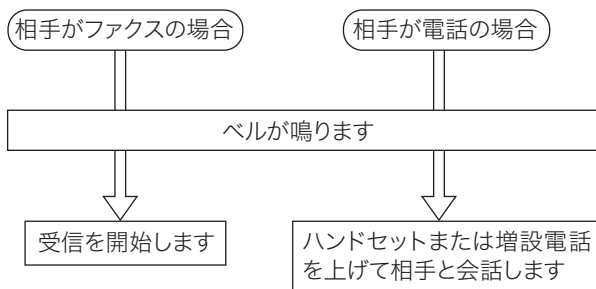 相手がファクスの場合
相手が電話の場合
ベルが鳴ります
受信を開始します
ハンドセットまたは増設電話
を上げて相手と会話します